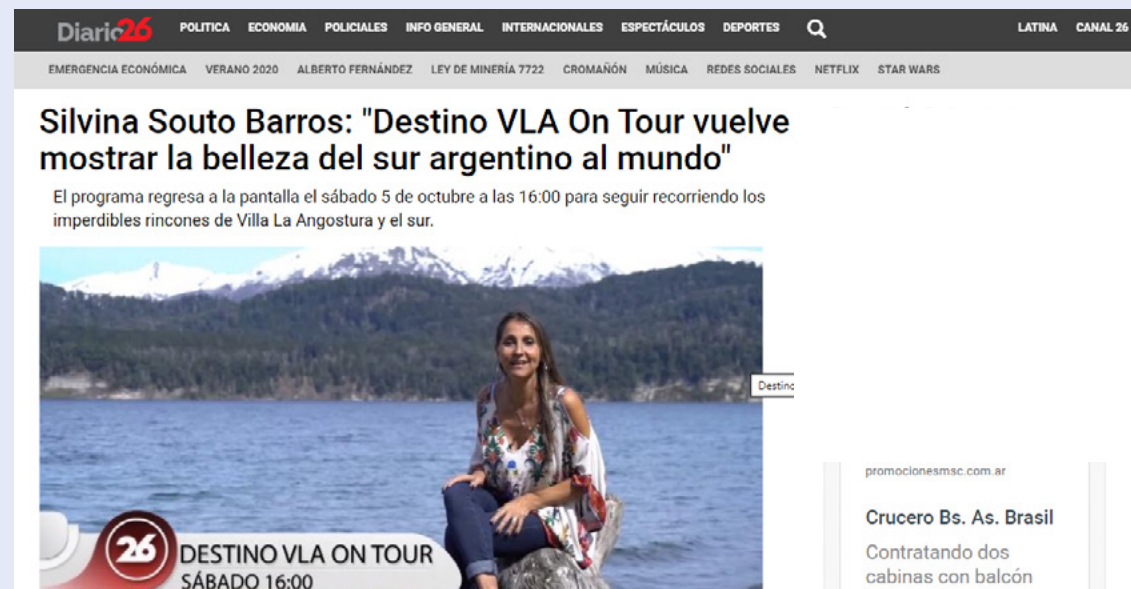 Diario26 POLITICA ECONOMIA POLICIALES INFO GENERAL INTERNACIONALES ESPECTÁCULOS DEPORTES LATINA CANAL 26
EMERGENCIA ECONÓMICA VERANO 2020 ALBERTO FERNÁNDEZ LEY DE MINERÍA 7722 CROMAÑÓN MÚSICA REDES SOCIALES NETFLIX STAR WARS
Silvina Souto Barros: "Destino VLA On Tour vuelve
mostrar la belleza del sur argentino al mundo"
El programa regresa a la pantalla el sábado 5 de octubre a las 16:00 para seguir recorriendo los
imperdibles rincones de Villa La Angostura y el sur.
Destino
26
DESTINO VLA ON TOUR
SÁBADO 16:00
promocionesmsc.com.ar
Crucero Bs. As. Brasil
Contratando dos
cabinas con balcón